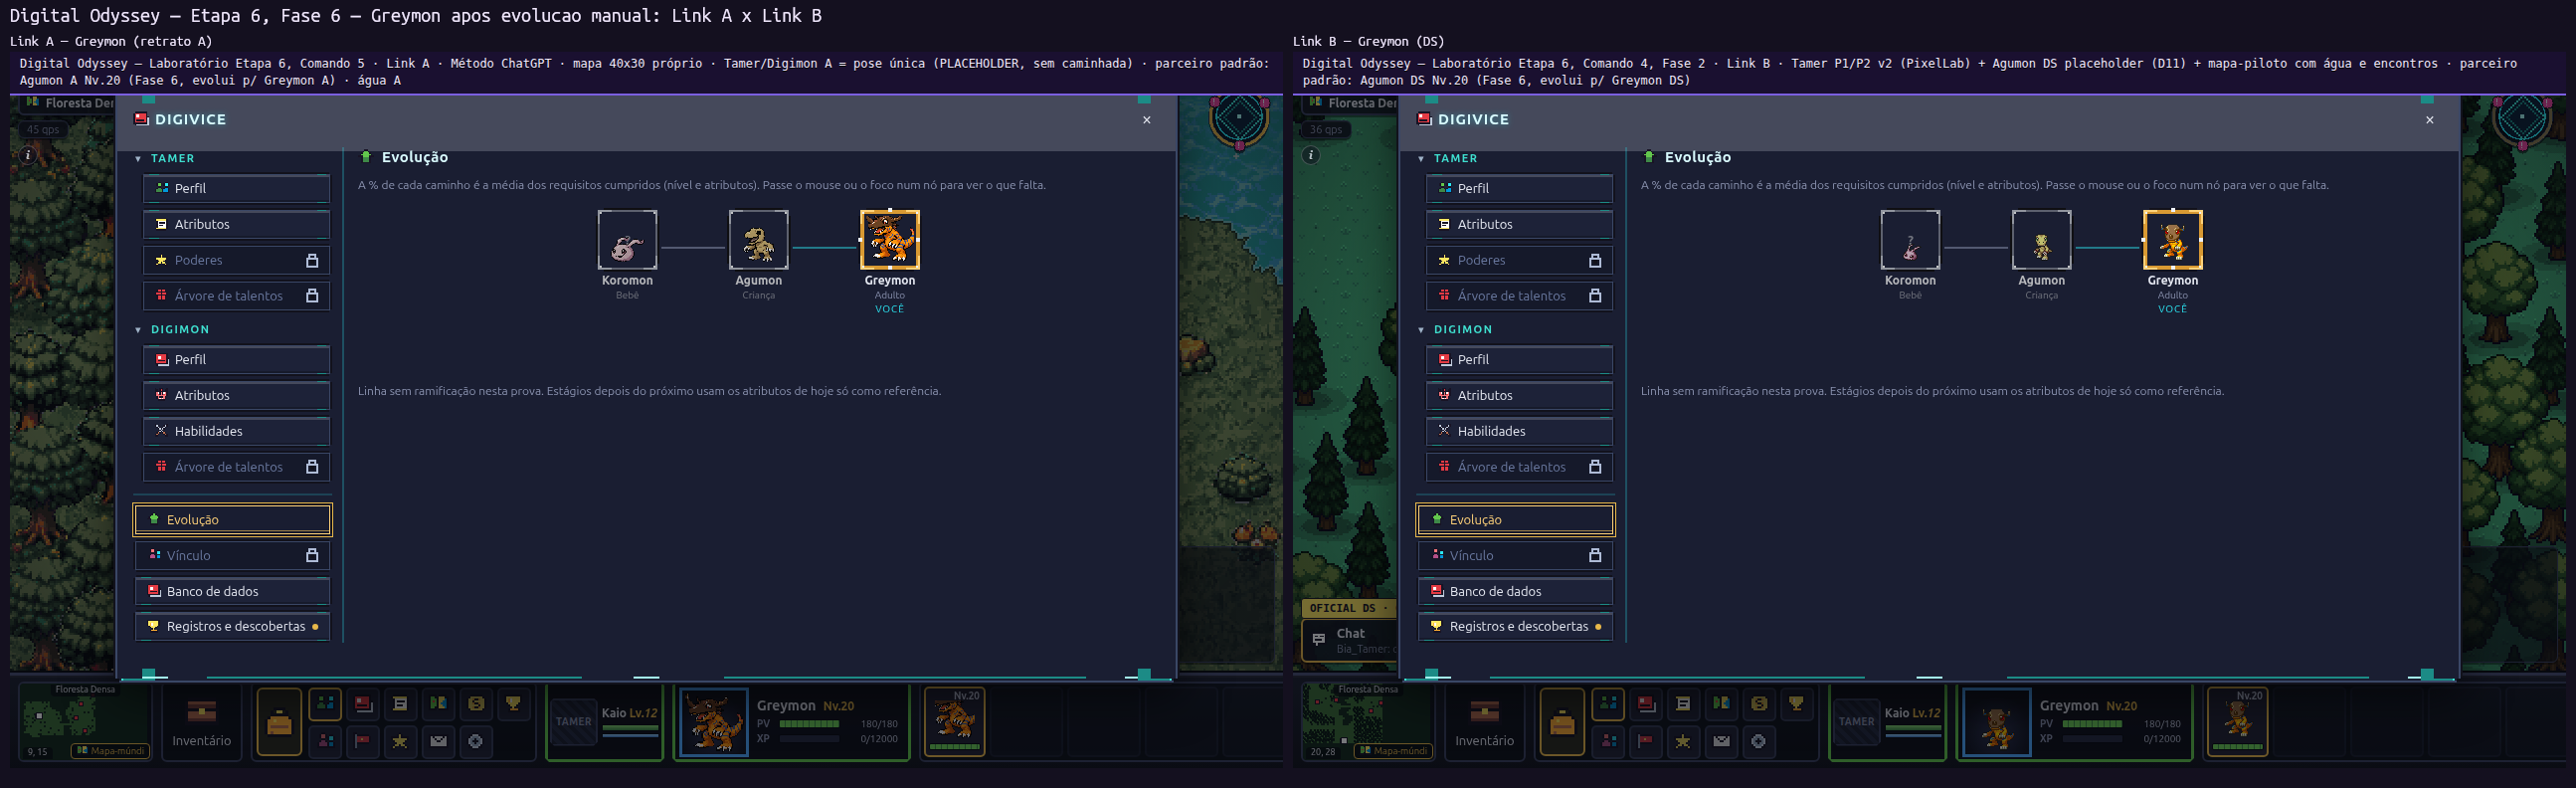 Digital Odyssey — Etapa 6, Fase 6 — Greymon apos evolucao manual: Link A x Link B
Link A — Greymon (retrato A)
Digital Odyssey — Laboratório Etapa 6, Comando 5 · Link A · Método ChatGPT · mapa 40x30 próprio · Tamer/Digimon A = pose única (PLACEHOLDER, sem caminhada) · parceiro padrão:
Agumon A Nv.20 (Fase 6, evolui p/ Greymon A) · água A
Floresta Densa
45 qps
i
DIGIVICE
×
TAMER
Perfil
Atributos
Poderes
Árvore de talentos
DIGIMON
Perfil
Atributos
Habilidades
Árvore de talentos
Evolução
Vínculo
Banco de dados
Registros e descobertas
Evolução
A % de cada caminho é a média dos requisitos cumpridos (nível e atributos). Passe o mouse ou o foco num nó para ver o que falta.
Koromon
Bebê
Agumon
Criança
Greymon
Adulto
VOCÊ
Linha sem ramificação nesta prova. Estágios depois do próximo usam os atributos de hoje só como referência.
Floresta Densa
9, 15
Mapa-múndi
Inventário
TAMER
Kaio Lv.12
Greymon Nv.20
PV 180/180
XP 0/12000
Nv.20
Link B — Greymon (DS)
Digital Odyssey — Laboratório Etapa 6, Comando 4, Fase 2 · Link B · Tamer P1/P2 v2 (PixelLab) + Agumon DS placeholder (D11) + mapa-piloto com água e encontros · parceiro
padrão: Agumon DS Nv.20 (Fase 6, evolui p/ Greymon DS)
Floresta Der
36 qps
i
DIGIVICE
×
TAMER
Perfil
Atributos
Poderes
Árvore de talentos
DIGIMON
Perfil
Atributos
Habilidades
Árvore de talentos
Evolução
Vínculo
Banco de dados
Registros e descobertas
Evolução
A % de cada caminho é a média dos requisitos cumpridos (nível e atributos). Passe o mouse ou o foco num nó para ver o que falta.
Koromon
Bebê
Agumon
Criança
Greymon
Adulto
VOCÊ
Linha sem ramificação nesta prova. Estágios depois do próximo usam os atributos de hoje só como referência.
OFICIAL DS ·
Chat
Bia_Tamer:
Floresta Densa
20, 28
Mapa-múndi
Inventário
TAMER
Kaio Lv.12
Greymon Nv.20
PV 180/180
XP 0/12000
Nv.20